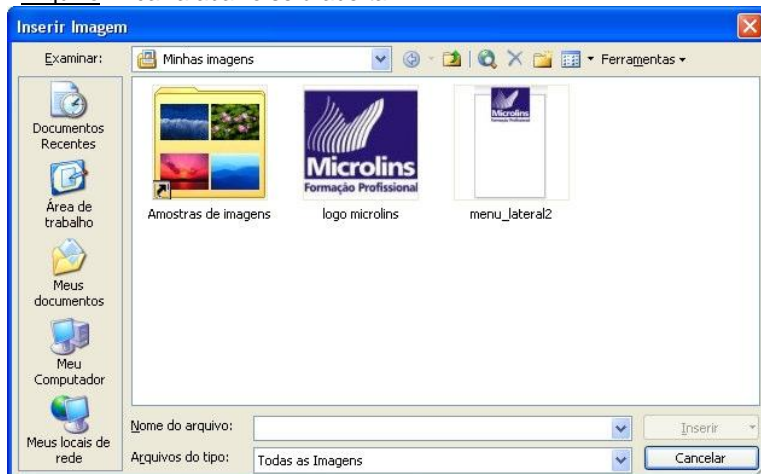 Inserir Imagem
Examinar:
Minhas imagens
Ferramentas
Documentos
Recentes
Área de
trabalho
Meus
documentos
Meu
Computador
Meus locais de
rede
Amostras de imagens
Microlins
Formação Profissional
logo microlins
Microlins
menu_lateral2
Nome do arquivo:
Inserir
Arquivos do tipo:
Todas as Imagens
Cancelar